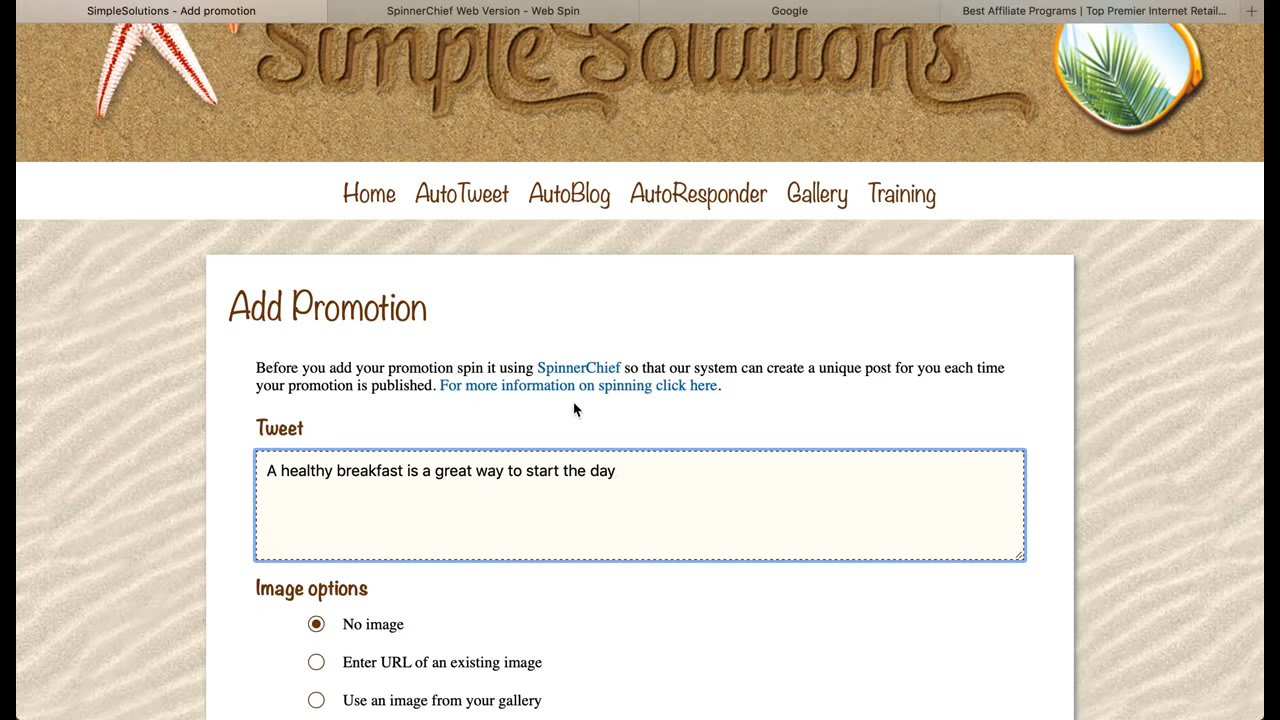 SimpleSolutions - Add promotion
SpinnerChief Web Version - Web Spin
Google
Best Affiliate Programs | Top Premier Internet Retail...
Simple Solutions
Home AutoTweet AutoBlog AutoResponder Gallery Training
Add Promotion
Before you add your promotion spin it using SpinnerChief so that our system can create a unique post for you each time
your promotion is published. For more information on spinning click here.
Tweet
A healthy breakfast is a great way to start the day
Image options
No image
Enter URL of an existing image
Use an image from your gallery